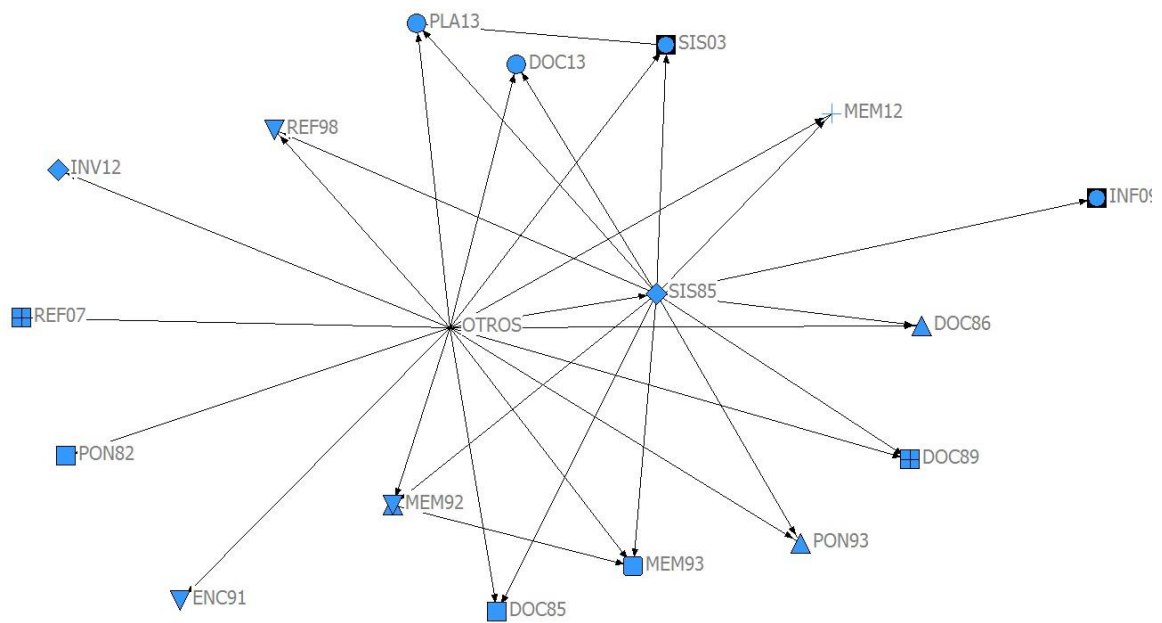 PLA13
SIS03
DOC13
MEM12
REF98
INV12
INF09
SIS85
REF07
OTROS
DOC86
PON82
DOC89
MEM92
PON93
MEM93
ENC91
DOC85